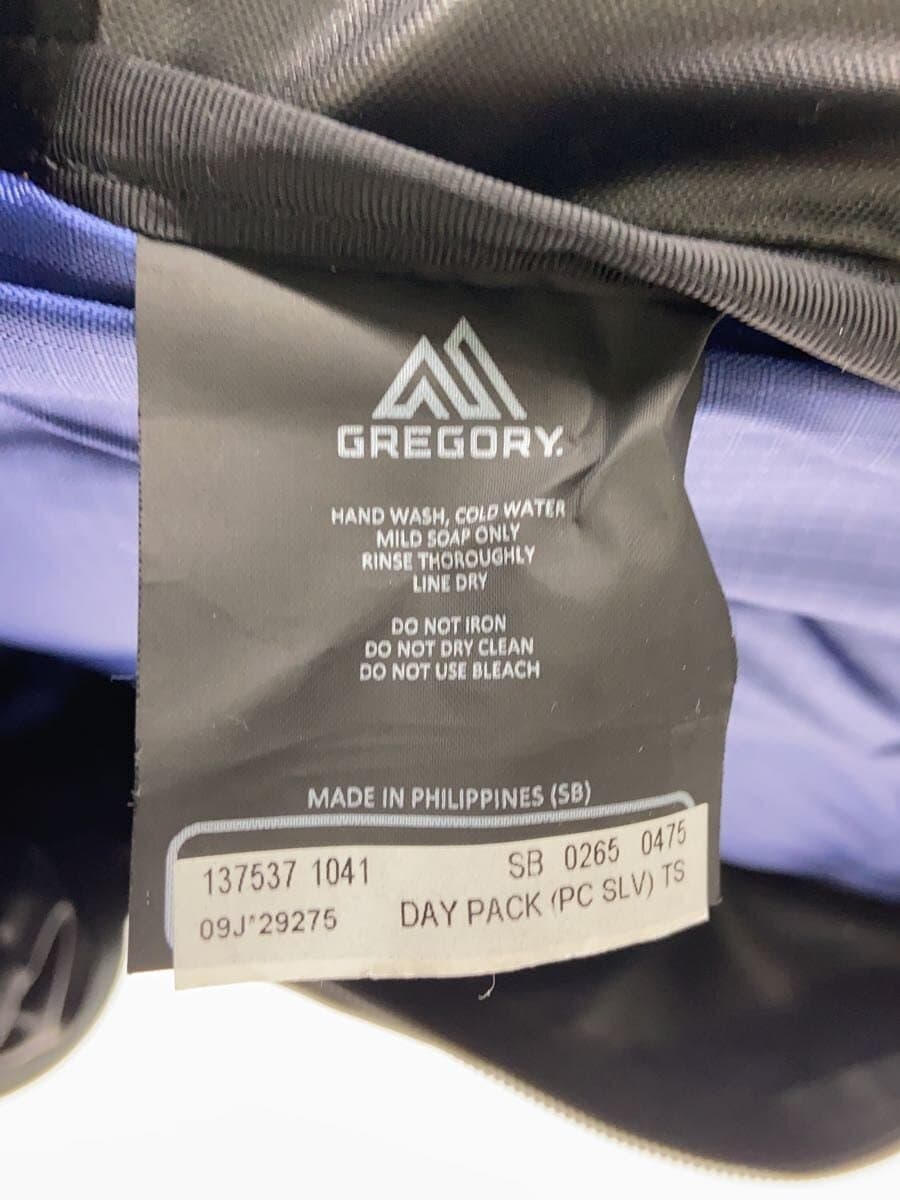 GREGORY.
HAND WASH, COLD WATER
MILD SOAP ONLY
RINSE THOROUGHLY
LINE DRY
DO NOT IRON
DO NOT DRY CLEAN
DO NOT USE BLEACH
MADE IN PHILIPPINES (SB)
137537 1041 SB 0265 0475
09J*29275 DAY PACK (PC SLV) TS